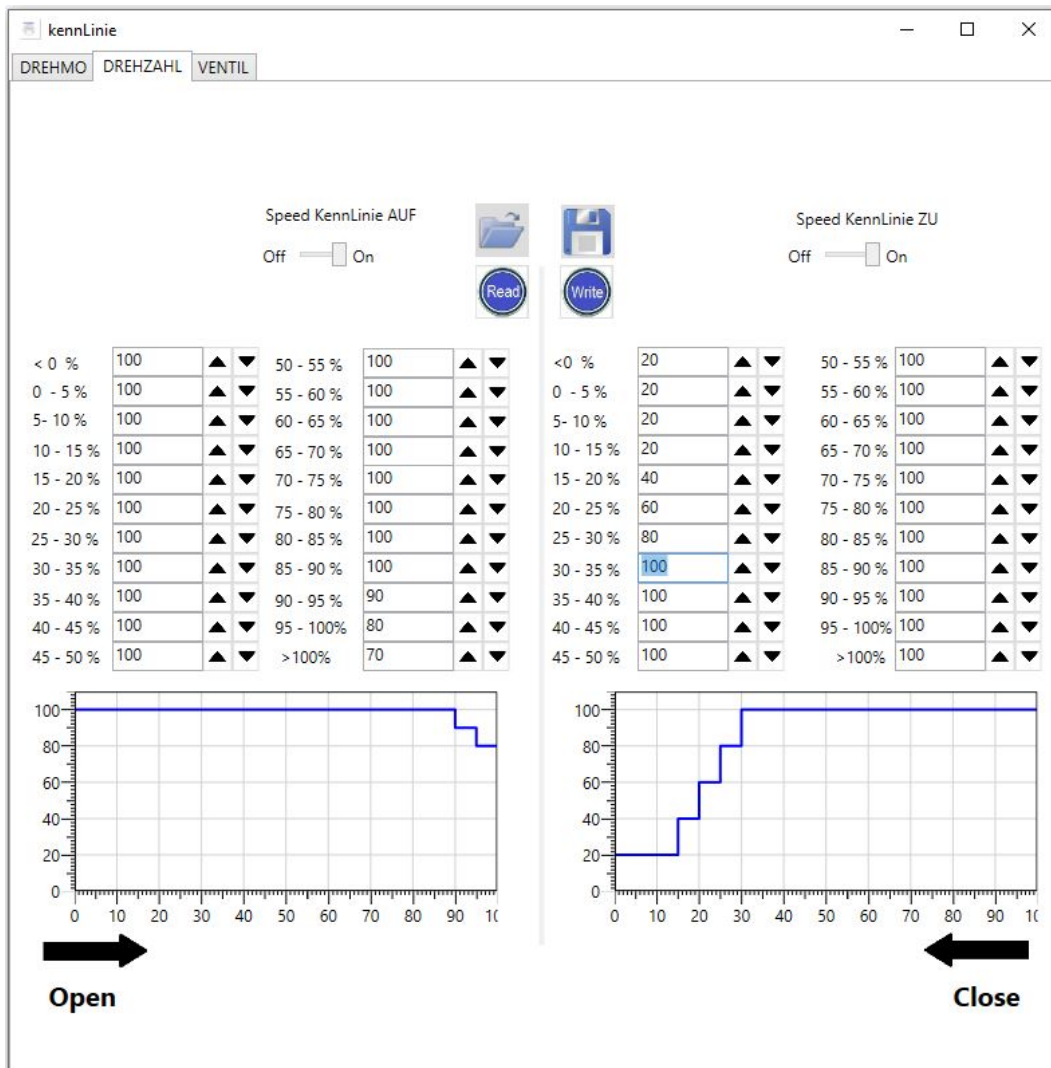 kennLinie
DREHMO DREHZAHL VENTIL
Speed KennLinie AUF
Off On
Speed KennLinie ZU
Off On
Read Write
< 0 % 100 50 - 55 % 100 <0 % 20 50 - 55 % 100
0 - 5 % 100 55 - 60 % 100 0 - 5 % 20 55 - 60 % 100
5- 10 % 100 60 - 65 % 100 5- 10 % 20 60 - 65 % 100
10 - 15 % 100 65 - 70 % 100 10 - 15 % 20 65 - 70 % 100
15 - 20 % 100 70 - 75 % 100 15 - 20 % 40 70 - 75 % 100
20 - 25 % 100 75 - 80 % 100 20 - 25 % 60 75 - 80 % 100
25 - 30 % 100 80 - 85 % 100 25 - 30 % 80 80 - 85 % 100
30 - 35 % 100 85 - 90 % 100 30 - 35 % 100 85 - 90 % 100
35 - 40 % 100 90 - 95 % 90 35 - 40 % 100 90 - 95 % 100
40 - 45 % 100 95 - 100% 80 40 - 45 % 100 95 - 100% 100
45 - 50 % 100 >100% 70 45 - 50 % 100 >100% 100
100
80
60
40
20
0
0 10 20 30 40 50 60 70 80 90 10
100
80
60
40
20
0
0 10 20 30 40 50 60 70 80 90 10
Open
Close